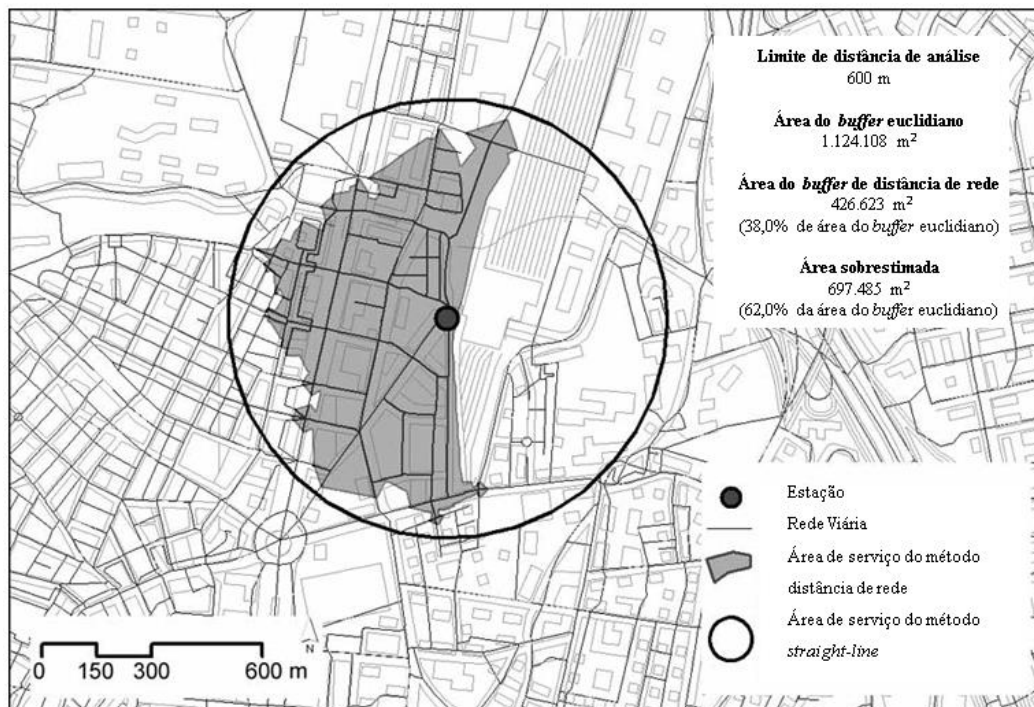 Limite de distância de análise
600 m
Área do buffer euclidiano
1.124.108 m²
Área do buffer de distância de rede
426.623 m²
(38,0% de área do buffer euclidiano)
Área sobrestimada
697.485 m²
(62,0% da área do buffer euclidiano)
Estação
Rede Viária
Área de serviço do método
distância de rede
Área de serviço do método
straight-line
N
0 150 300 600 m